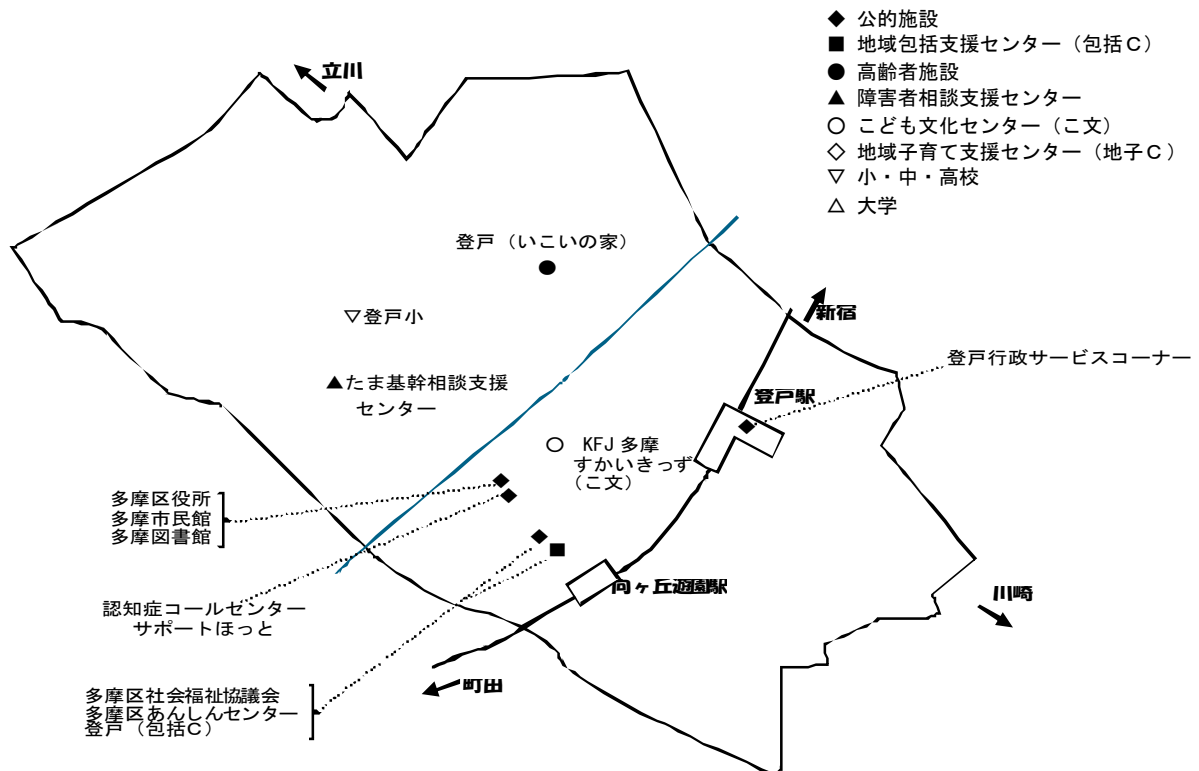 ◆ 公的施設
■ 地域包括支援センター（包括C）
● 高齢者施設
▲ 障害者相談支援センター
○ こども文化センター（こ文）
◇ 地域子育て支援センター（地子C）
▽ 小・中・高校
△ 大学
立川
登戸（いこいの家）
▽登戸小
新宿
登戸行政サービスコーナー
▲たま基幹相談支援
センター
登戸駅
○ KFJ 多摩
すかいきっず
（こ文）
多摩区役所
多摩市民館
多摩図書館
向ヶ丘遊園駅
川崎
認知症コールセンター
サポートほっと
町田
多摩区社会福祉協議会
多摩区あんしんセンター
登戸（包括C）